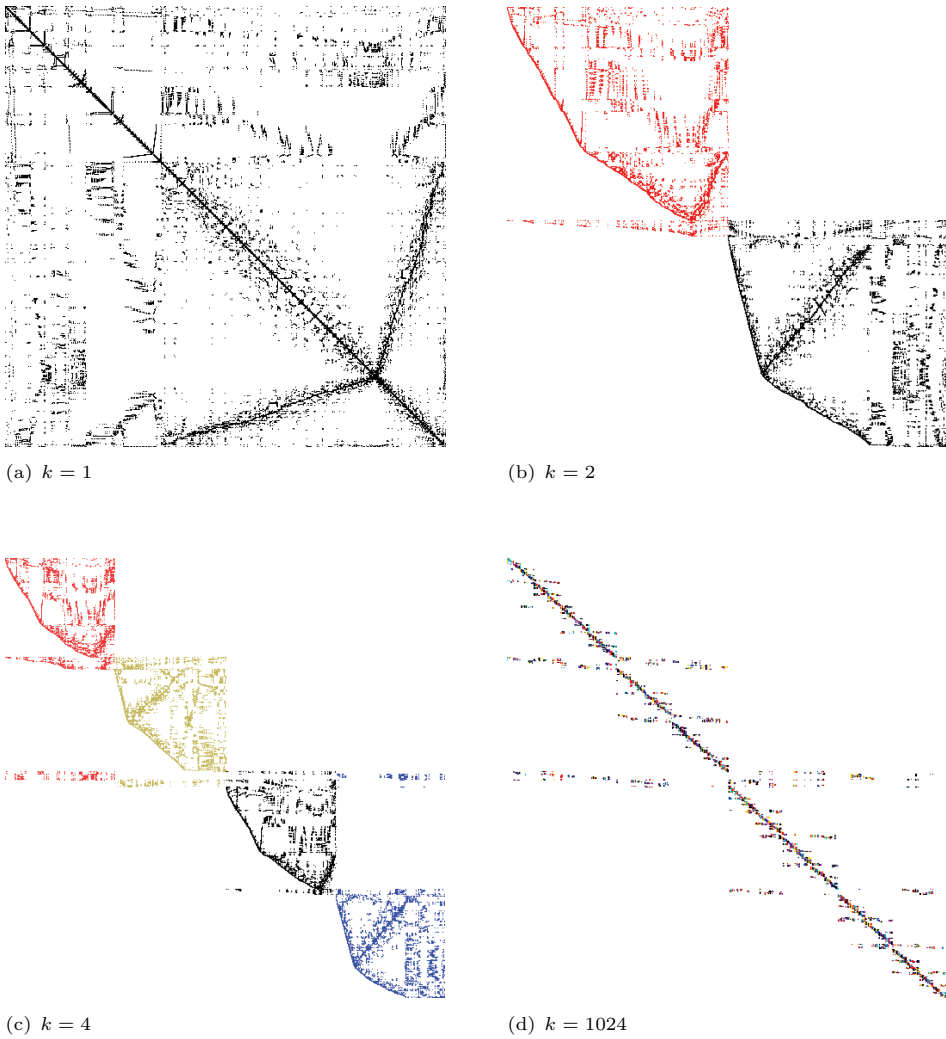 (a) k = 1
(b) k = 2
(c) k = 4
(d) k = 1024